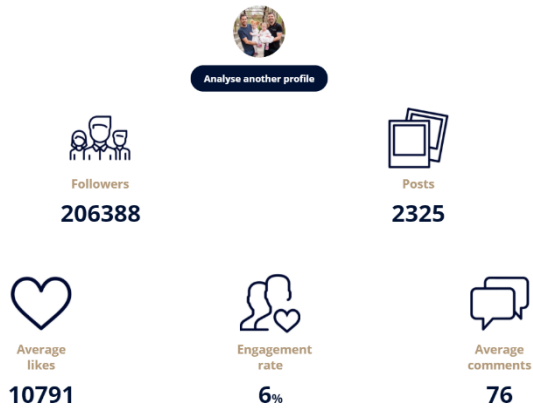 Analyse another profile
Followers
206388
Posts
2325
Average
likes
10791
Engagement
rate
6%
Average
comments
76